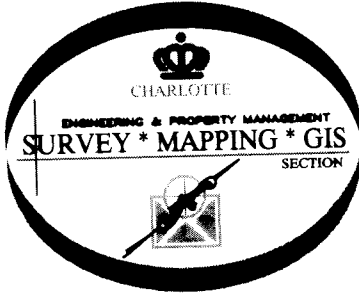 CHARLOTTE
ENGINEERING & PROPERTY MANAGEMENT
SURVEY * MAPPING * GIS
SECTION